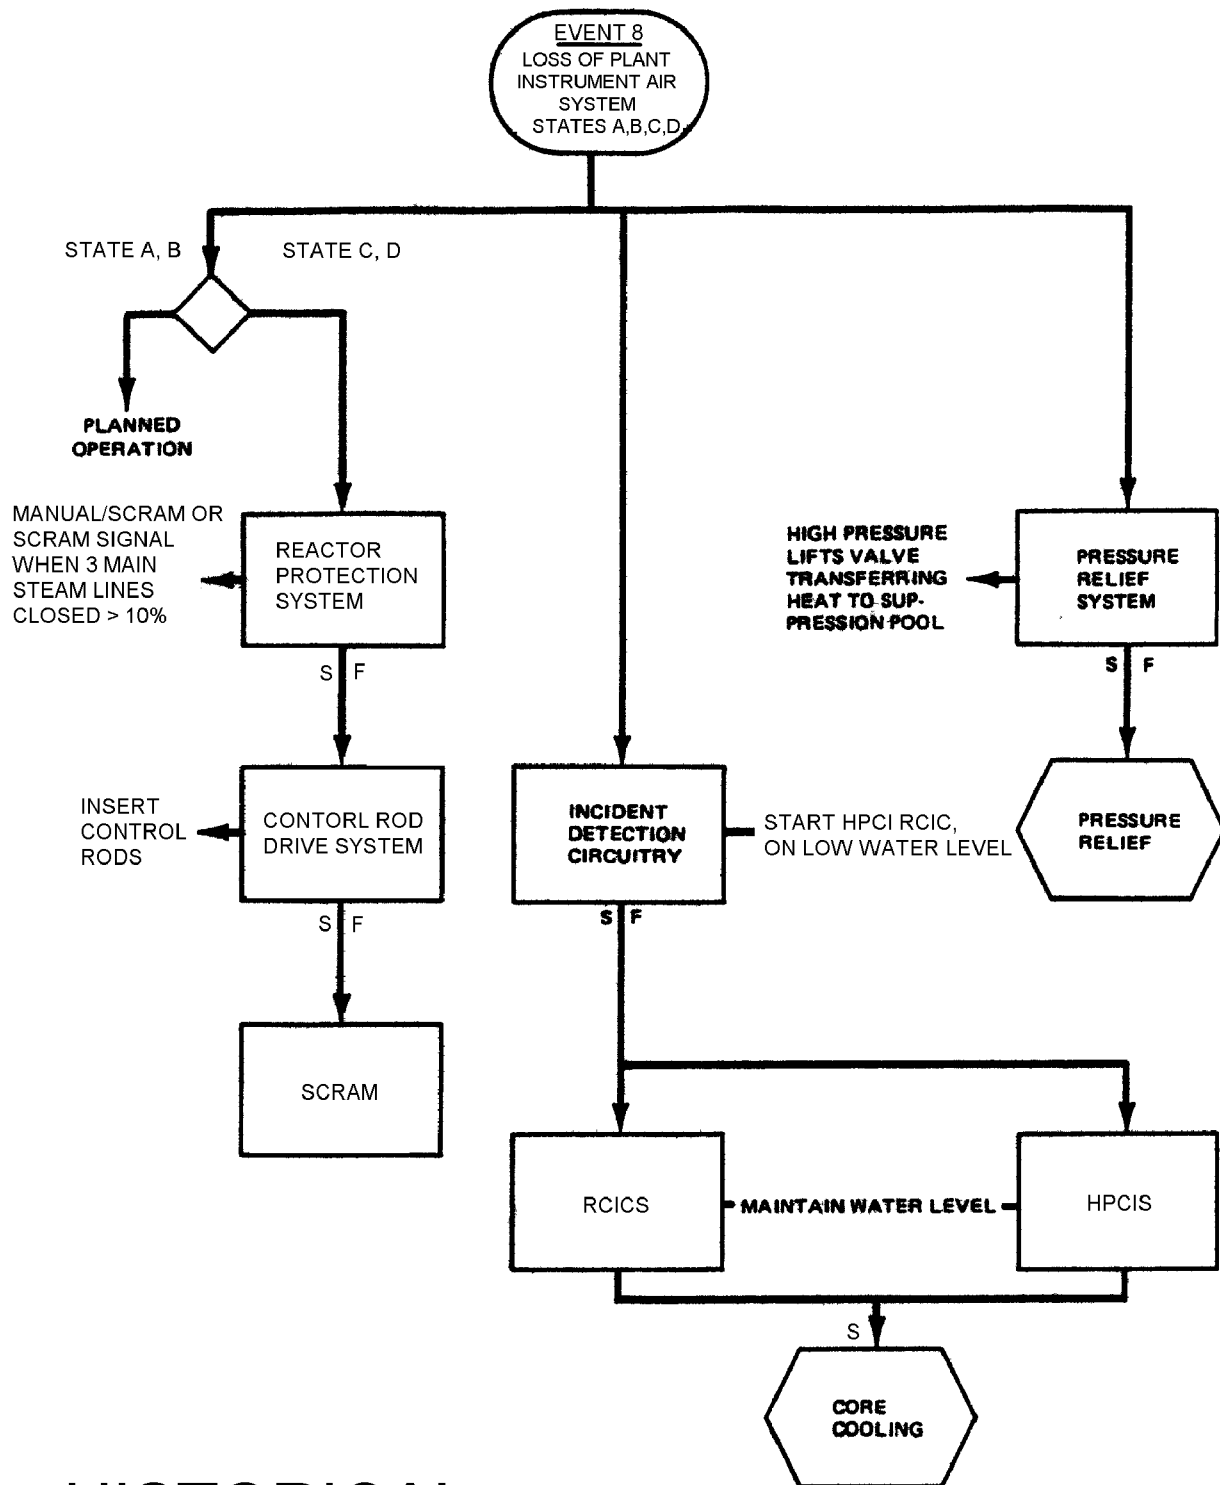 EVENT 8
LOSS OF PLANT
INSTRUMENT AIR
SYSTEM
STATES A,B,C,D
STATE A, B
STATE C, D
PLANNED
OPERATION
MANUAL/SCRAM OR
SCRAM SIGNAL
WHEN 3 MAIN
STEAM LINES
CLOSED > 10%
REACTOR
PROTECTION
SYSTEM
HIGH PRESSURE
LIFTS VALVE
TRANSFERRING
HEAT TO SUP-
PRESSION POOL
PRESSURE
RELIEF
SYSTEM
S F
S F
INSERT
CONTROL
RODS
CONTORL ROD
DRIVE SYSTEM
INCIDENT
DETECTION
CIRCUITRY
START HPCI RCIC,
ON LOW WATER LEVEL
PRESSURE
RELIEF
S F
S F
SCRAM
RCICS
MAINTAIN WATER LEVEL
HPCIS
S
CORE
COOLING
HISTORICAL